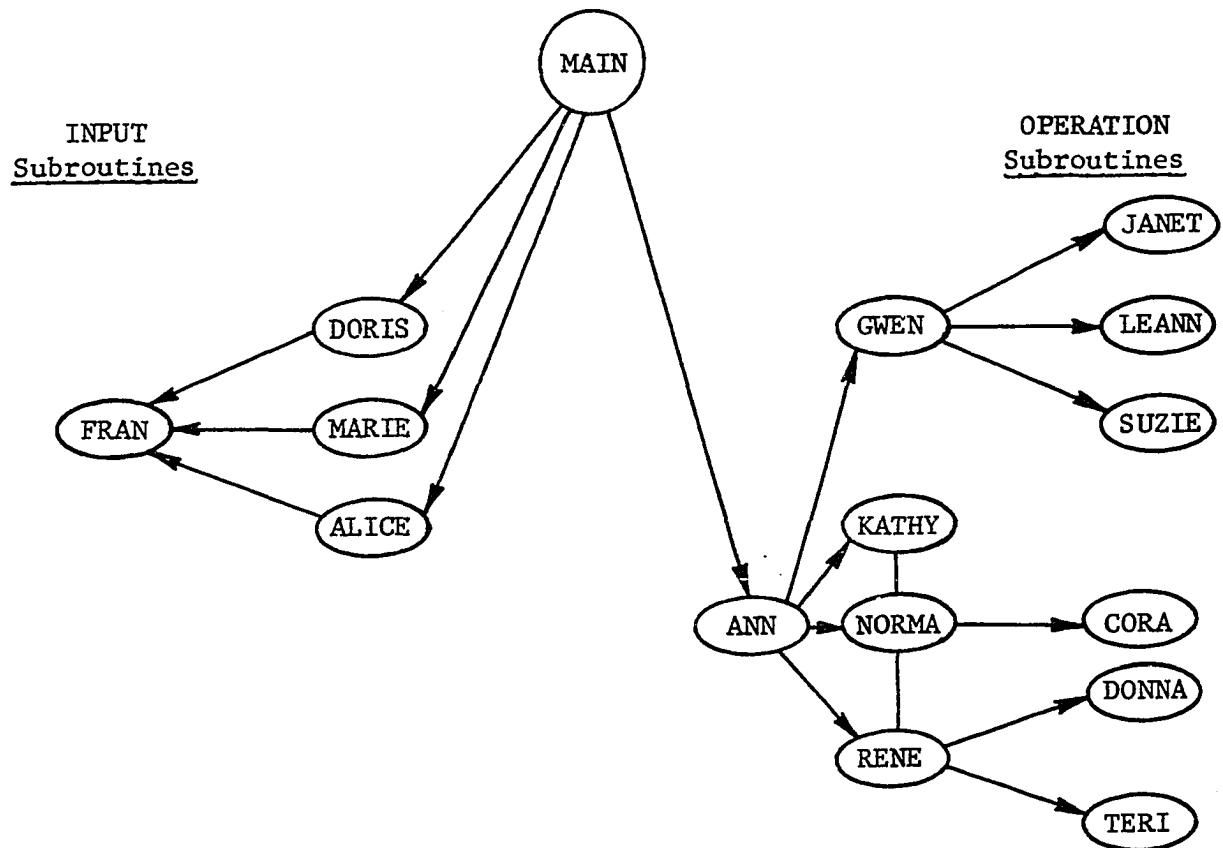 MAIN
INPUT
Subroutines
OPERATION
Subroutines
JANET
DORIS
GWEN
LEANN
FRAN
MARIE
SUZIE
ALICE
KATHY
ANN
NORMA
CORA
DONNA
RENE
TERI